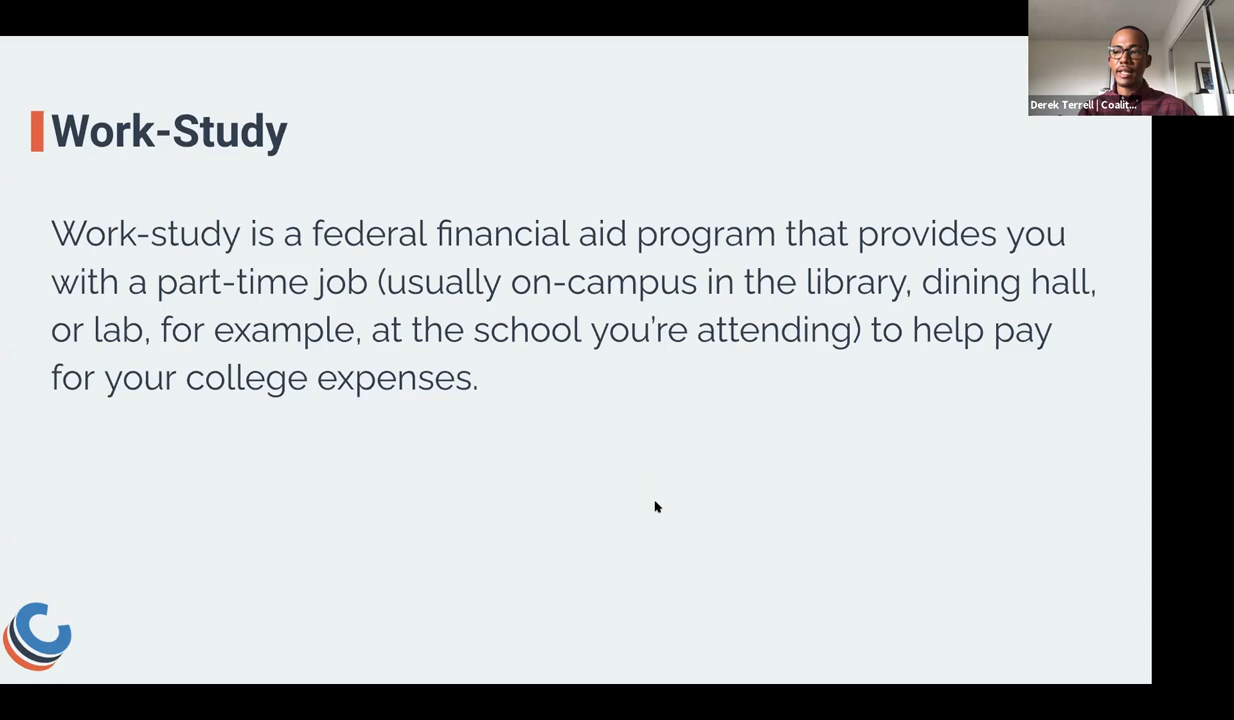 Derek Terrell | Coalit...
Work-Study
Work-study is a federal financial aid program that provides you
with a part-time job (usually on-campus in the library, dining hall,
or lab, for example, at the school you’re attending) to help pay
for your college expenses.